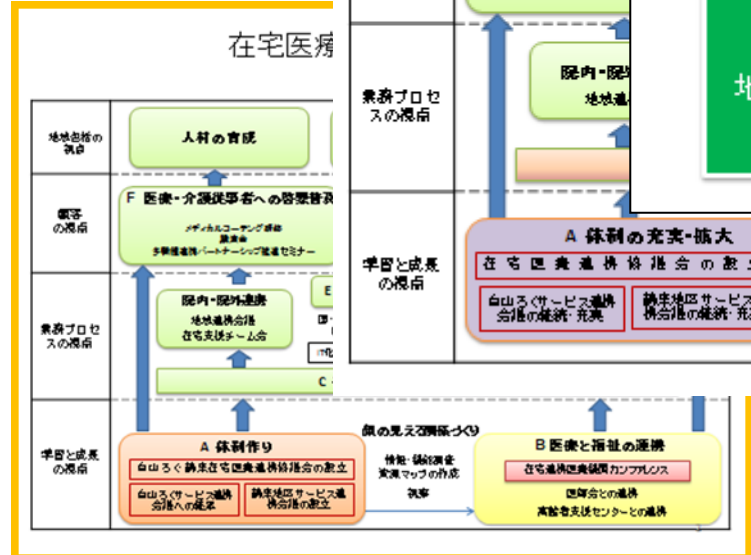 在宅医療
地域包括の
視点
人材の育成
顧客
の視点
F 医療・介護従事者への啓発普及
メディカルコーチング研修
講演会
多職種連携パートナーシップ推進セミナー
業務プロセ
スの視点
院内・院外連携
地域連携会議
在宅支援チーム会
E
C
学習と成長
の視点
A 体制作り
白山ろく鶴来在宅医療連携協議会の設立
白山ろくサービス連携
会議への継承
鶴来地区サービス連
携会議の設立
顔の見える関係づくり
資源マップの作成
視察
B 医療と福祉の連携
在宅連携医療機関カンファレンス
医師会との連携
高齢者支援センターとの連携
3
業務プロセ
スの視点
院内・院
地域連
学習と成長
の視点
A 体制の充実・拡大
在宅医療連携協議会の設立
白山ろくサービス連携
会議の継続・充実
鶴来地区サービス
携会議の継続・充
地